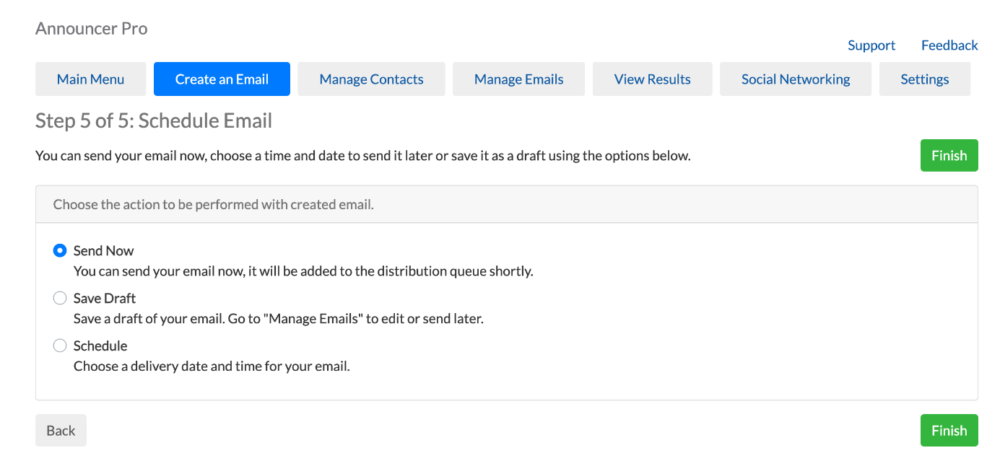 Announcer Pro
Support Feedback
Main Menu Create an Email Manage Contacts Manage Emails View Results Social Networking Settings
Step 5 of 5: Schedule Email
You can send your email now, choose a time and date to send it later or save it as a draft using the options below.
Finish
Choose the action to be performed with created email.
Send Now
You can send your email now, it will be added to the distribution queue shortly.
Save Draft
Save a draft of your email. Go to "Manage Emails" to edit or send later.
Schedule
Choose a delivery date and time for your email.
Back Finish